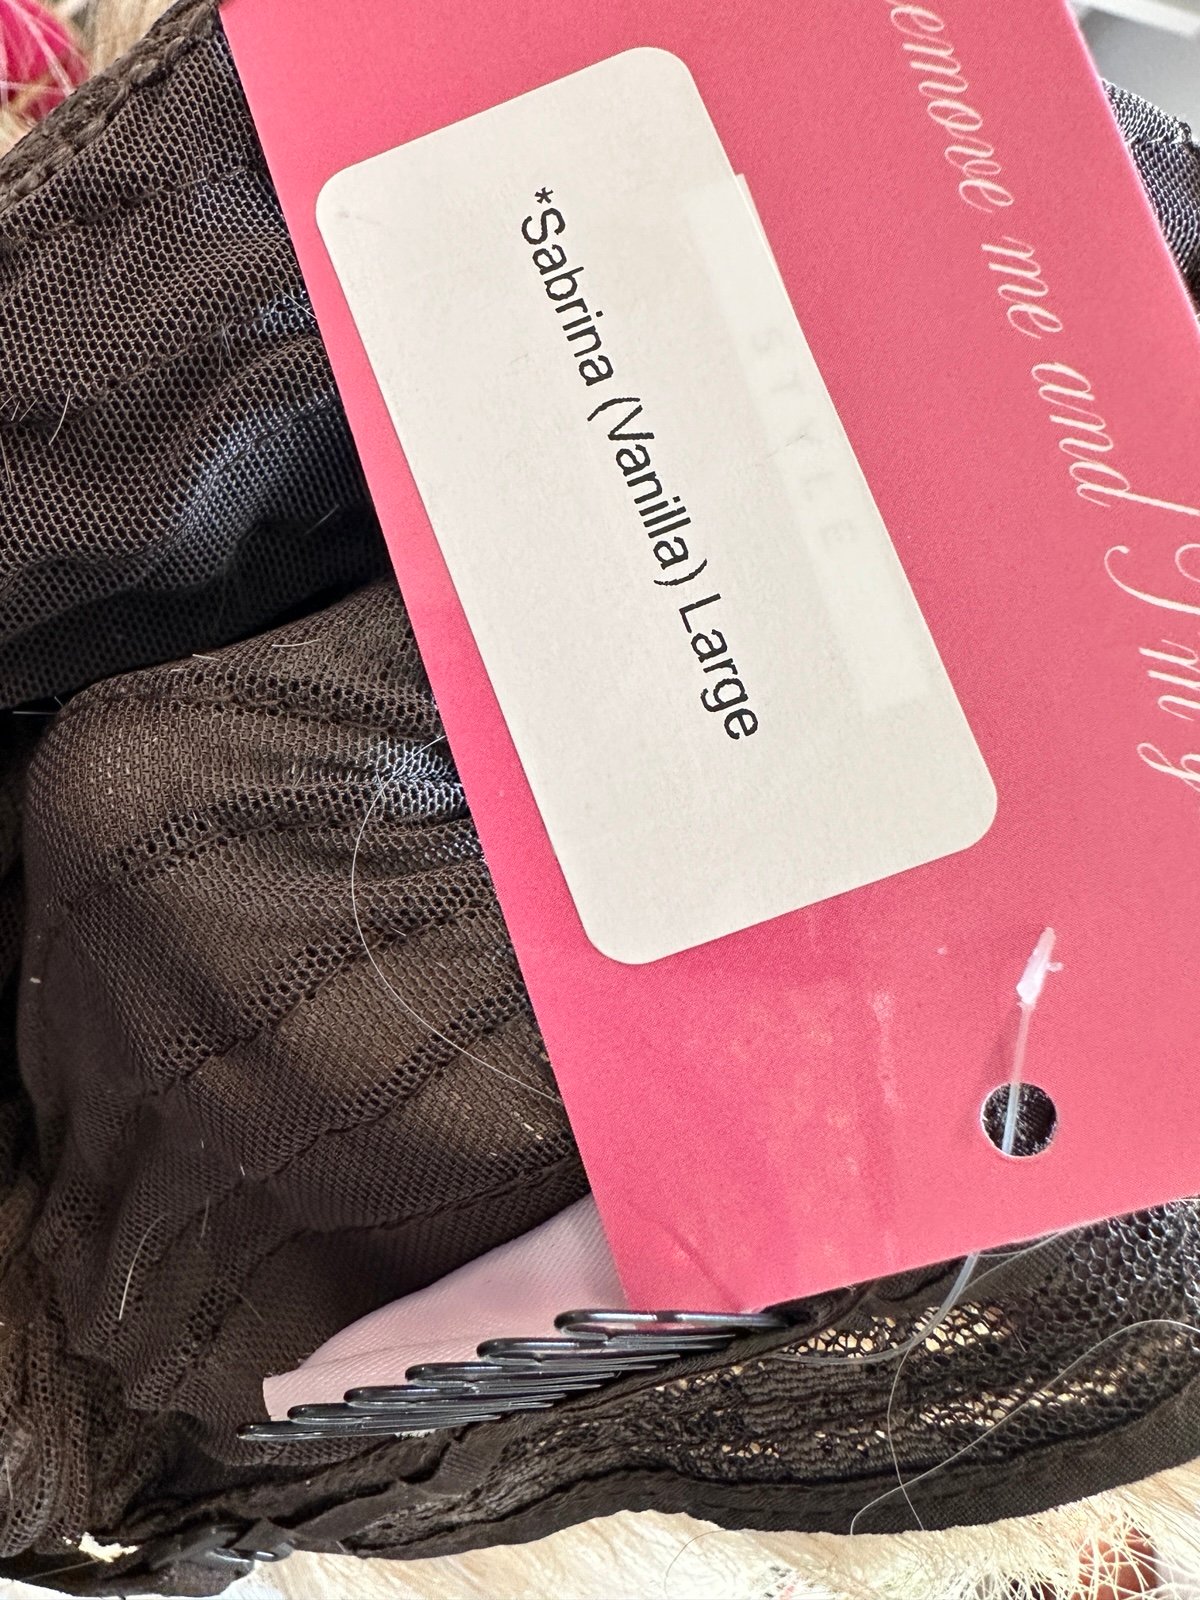 *Sabrina (Vanilla) Large
STYLE
emove me and I'm y